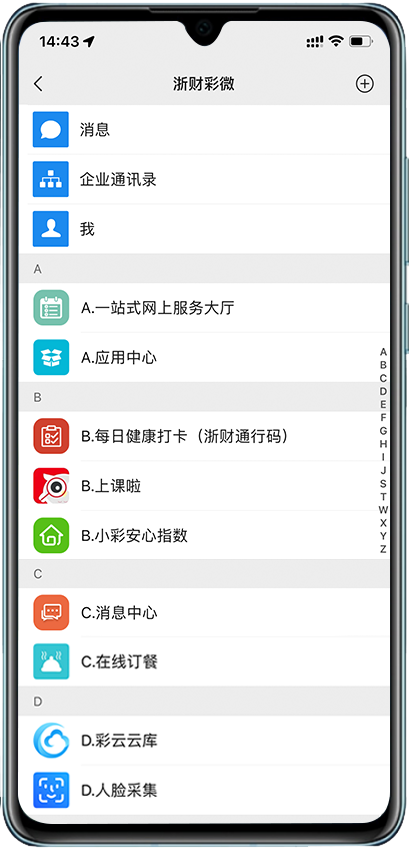 14:43
浙财彩微
消息
企业通讯录
我
A
A.一站式网上服务大厅
A.应用中心
B
B.每日健康打卡（浙财通行码）
B.上课啦
B.小彩安心指数
C
C.消息中心
C.在线订餐
D
D.彩云云库
D.人脸采集
A
B
C
D
E
F
G
H
I
J
S
T
W
X
Y
Z